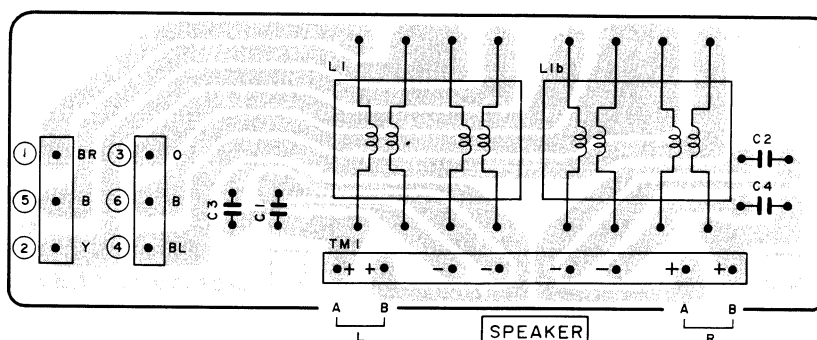 L1 L1b
C2
① BR ③ O
C4
⑤ B ⑥ B
C3 C1
② Y ④ BL
TM1
+ + − − − − + +
A B A B
L R
SPEAKER